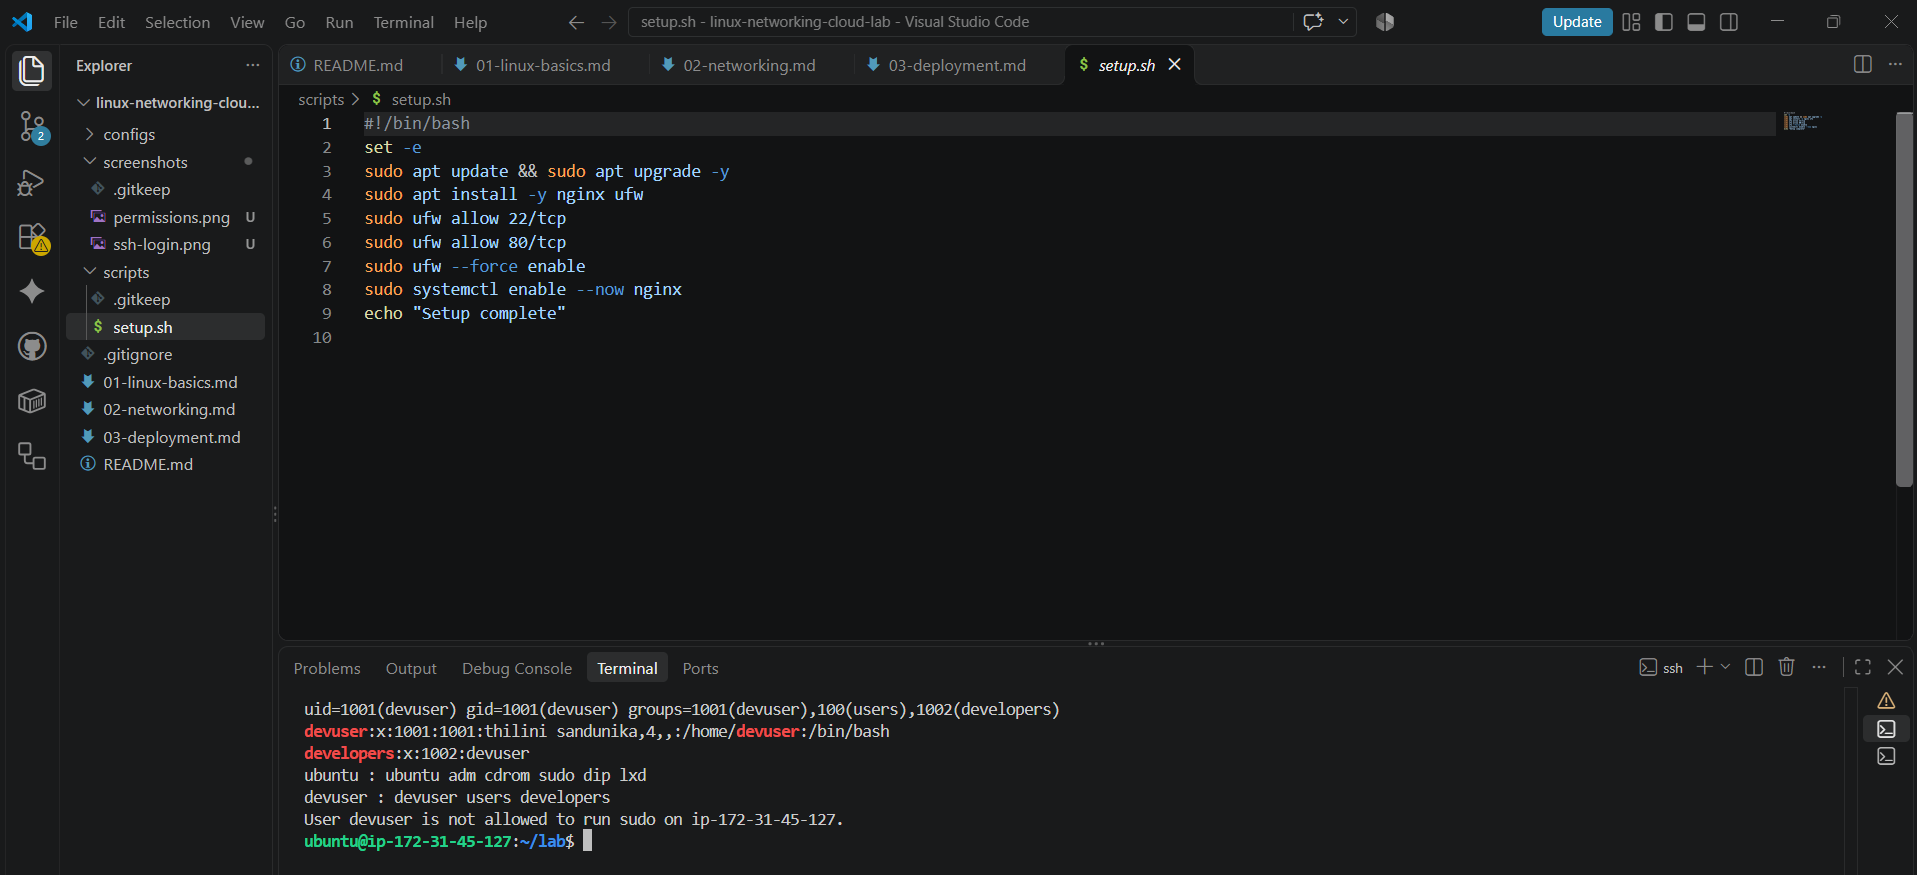 File Edit Selection View Go Run Terminal Help
setup.sh - linux-networking-cloud-lab - Visual Studio Code
Update
Explorer
linux-networking-clou...
configs
screenshots
.gitkeep
permissions.png U
ssh-login.png U
scripts
.gitkeep
setup.sh
.gitignore
01-linux-basics.md
02-networking.md
03-deployment.md
README.md
2
README.md 01-linux-basics.md 02-networking.md 03-deployment.md setup.sh
scripts > $ setup.sh
1 #!/bin/bash
2 set -e
3 sudo apt update && sudo apt upgrade -y
4 sudo apt install -y nginx ufw
5 sudo ufw allow 22/tcp
6 sudo ufw allow 80/tcp
7 sudo ufw --force enable
8 sudo systemctl enable --now nginx
9 echo "Setup complete"
10
Problems Output Debug Console Terminal Ports
ssh
uid=1001(devuser) gid=1001(devuser) groups=1001(devuser),100(users),1002(developers)
devuser:x:1001:1001:thilini sandunika,4,,:/home/devuser:/bin/bash
developers:x:1002:devuser
ubuntu : ubuntu adm cdrom sudo dip lxd
devuser : devuser users developers
User devuser is not allowed to run sudo on ip-172-31-45-127.
ubuntu@ip-172-31-45-127:~/lab$